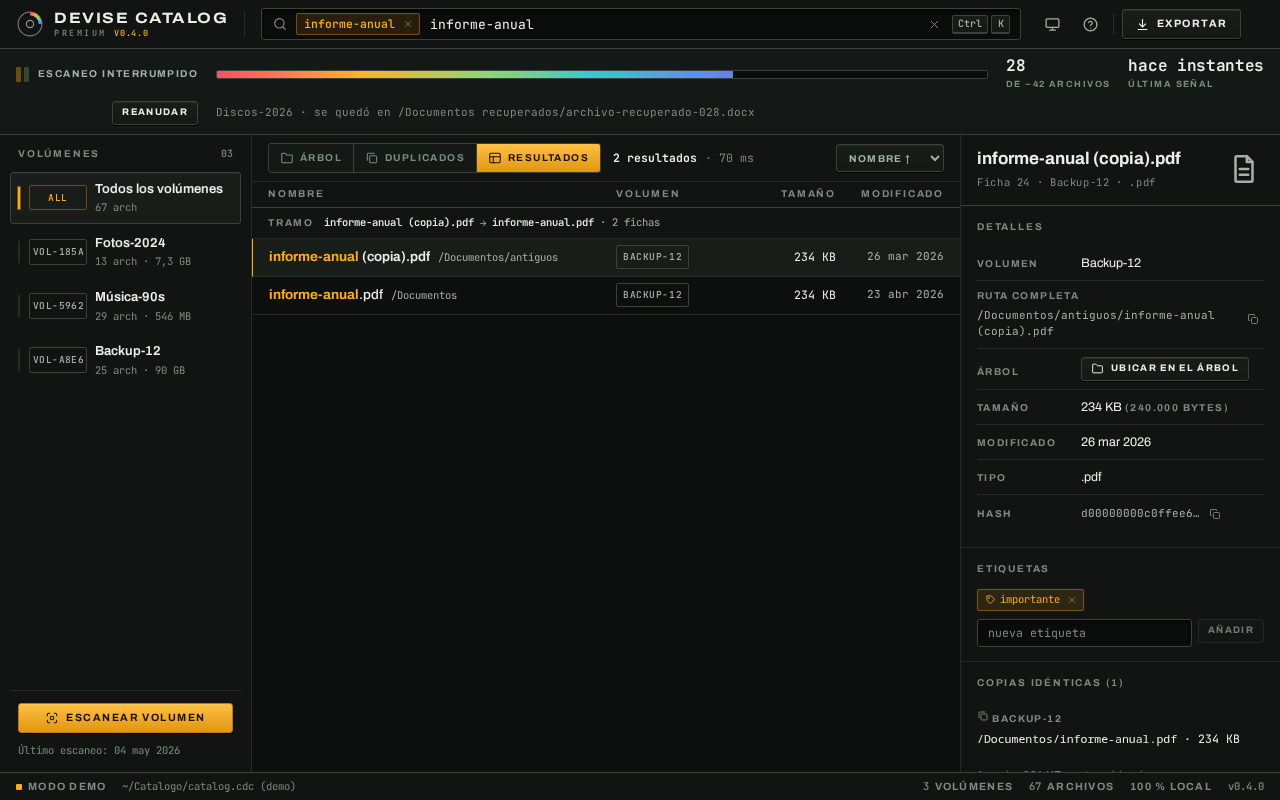 DEVISE CATALOG
PREMIUM V0.4.0
informe-anual × informe-anual
Ctrl K
EXPORTAR
ESCANEO INTERRUMPIDO
28
DE ~42 ARCHIVOS
hace instantes
ÚLTIMA SEÑAL
REANUDAR
Discos-2026 · se quedó en /Documentos recuperados/archivo-recuperado-028.docx
VOLÚMENES 03
ALL
Todos los volúmenes
67 arch
VOL-185A
Fotos-2024
13 arch · 7,3 GB
VOL-5962
Música-90s
29 arch · 546 MB
VOL-A8E6
Backup-12
25 arch · 90 GB
ESCANEAR VOLUMEN
Último escaneo: 04 may 2026
ÁRBOL DUPLICADOS RESULTADOS 2 resultados · 70 ms
NOMBRE ↑
NOMBRE VOLUMEN TAMAÑO MODIFICADO
TRAMO informe-anual (copia).pdf → informe-anual.pdf · 2 fichas
informe-anual (copia).pdf /Documentos/antiguos BACKUP-12 234 KB 26 mar 2026
informe-anual.pdf /Documentos BACKUP-12 234 KB 23 abr 2026
informe-anual (copia).pdf
Ficha 24 · Backup-12 · .pdf
DETALLES
VOLUMEN Backup-12
RUTA COMPLETA
/Documentos/antiguos/informe-anual
(copia).pdf
ÁRBOL UBICAR EN EL ÁRBOL
TAMAÑO 234 KB (240.000 BYTES)
MODIFICADO 26 mar 2026
TIPO .pdf
HASH d00000000c0ffee6…
ETIQUETAS
importante ×
nueva etiqueta AÑADIR
COPIAS IDÉNTICAS (1)
BACKUP-12
/Documentos/informe-anual.pdf · 234 KB
MODO DEMO ~/Catalogo/catalog.cdc (demo)
3 VOLÚMENES 67 ARCHIVOS 100 % LOCAL v0.4.0